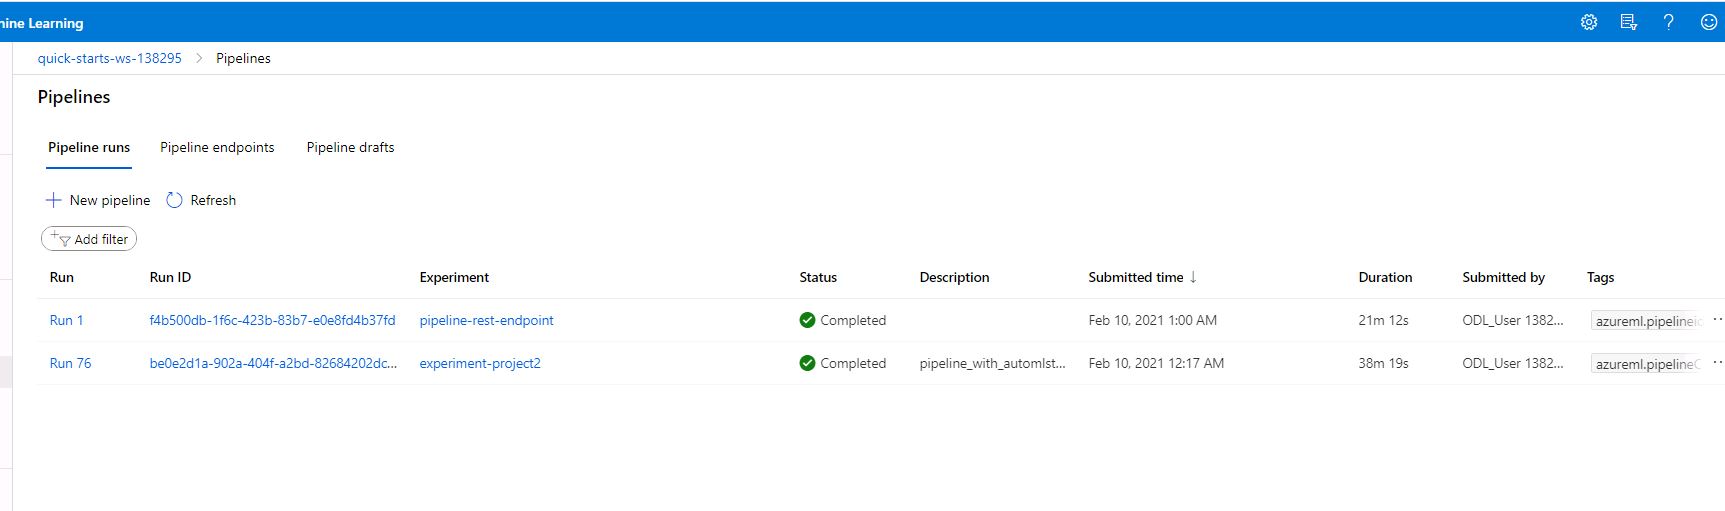 hine Learning
quick-starts-ws-138295 > Pipelines
Pipelines
Pipeline runs Pipeline endpoints Pipeline drafts
New pipeline Refresh
Add filter
Run Run ID Experiment Status Description Submitted time ↓ Duration Submitted by Tags
Run 1 f4b500db-1f6c-423b-83b7-e0e8fd4b37fd pipeline-rest-endpoint Completed Feb 10, 2021 1:00 AM 21m 12s ODL_User 1382... azureml.pipelineic ...
Run 76 be0e2d1a-902a-404f-a2bd-82684202dc... experiment-project2 Completed pipeline_with_automlst... Feb 10, 2021 12:17 AM 38m 19s ODL_User 1382... azureml.pipelineC ...